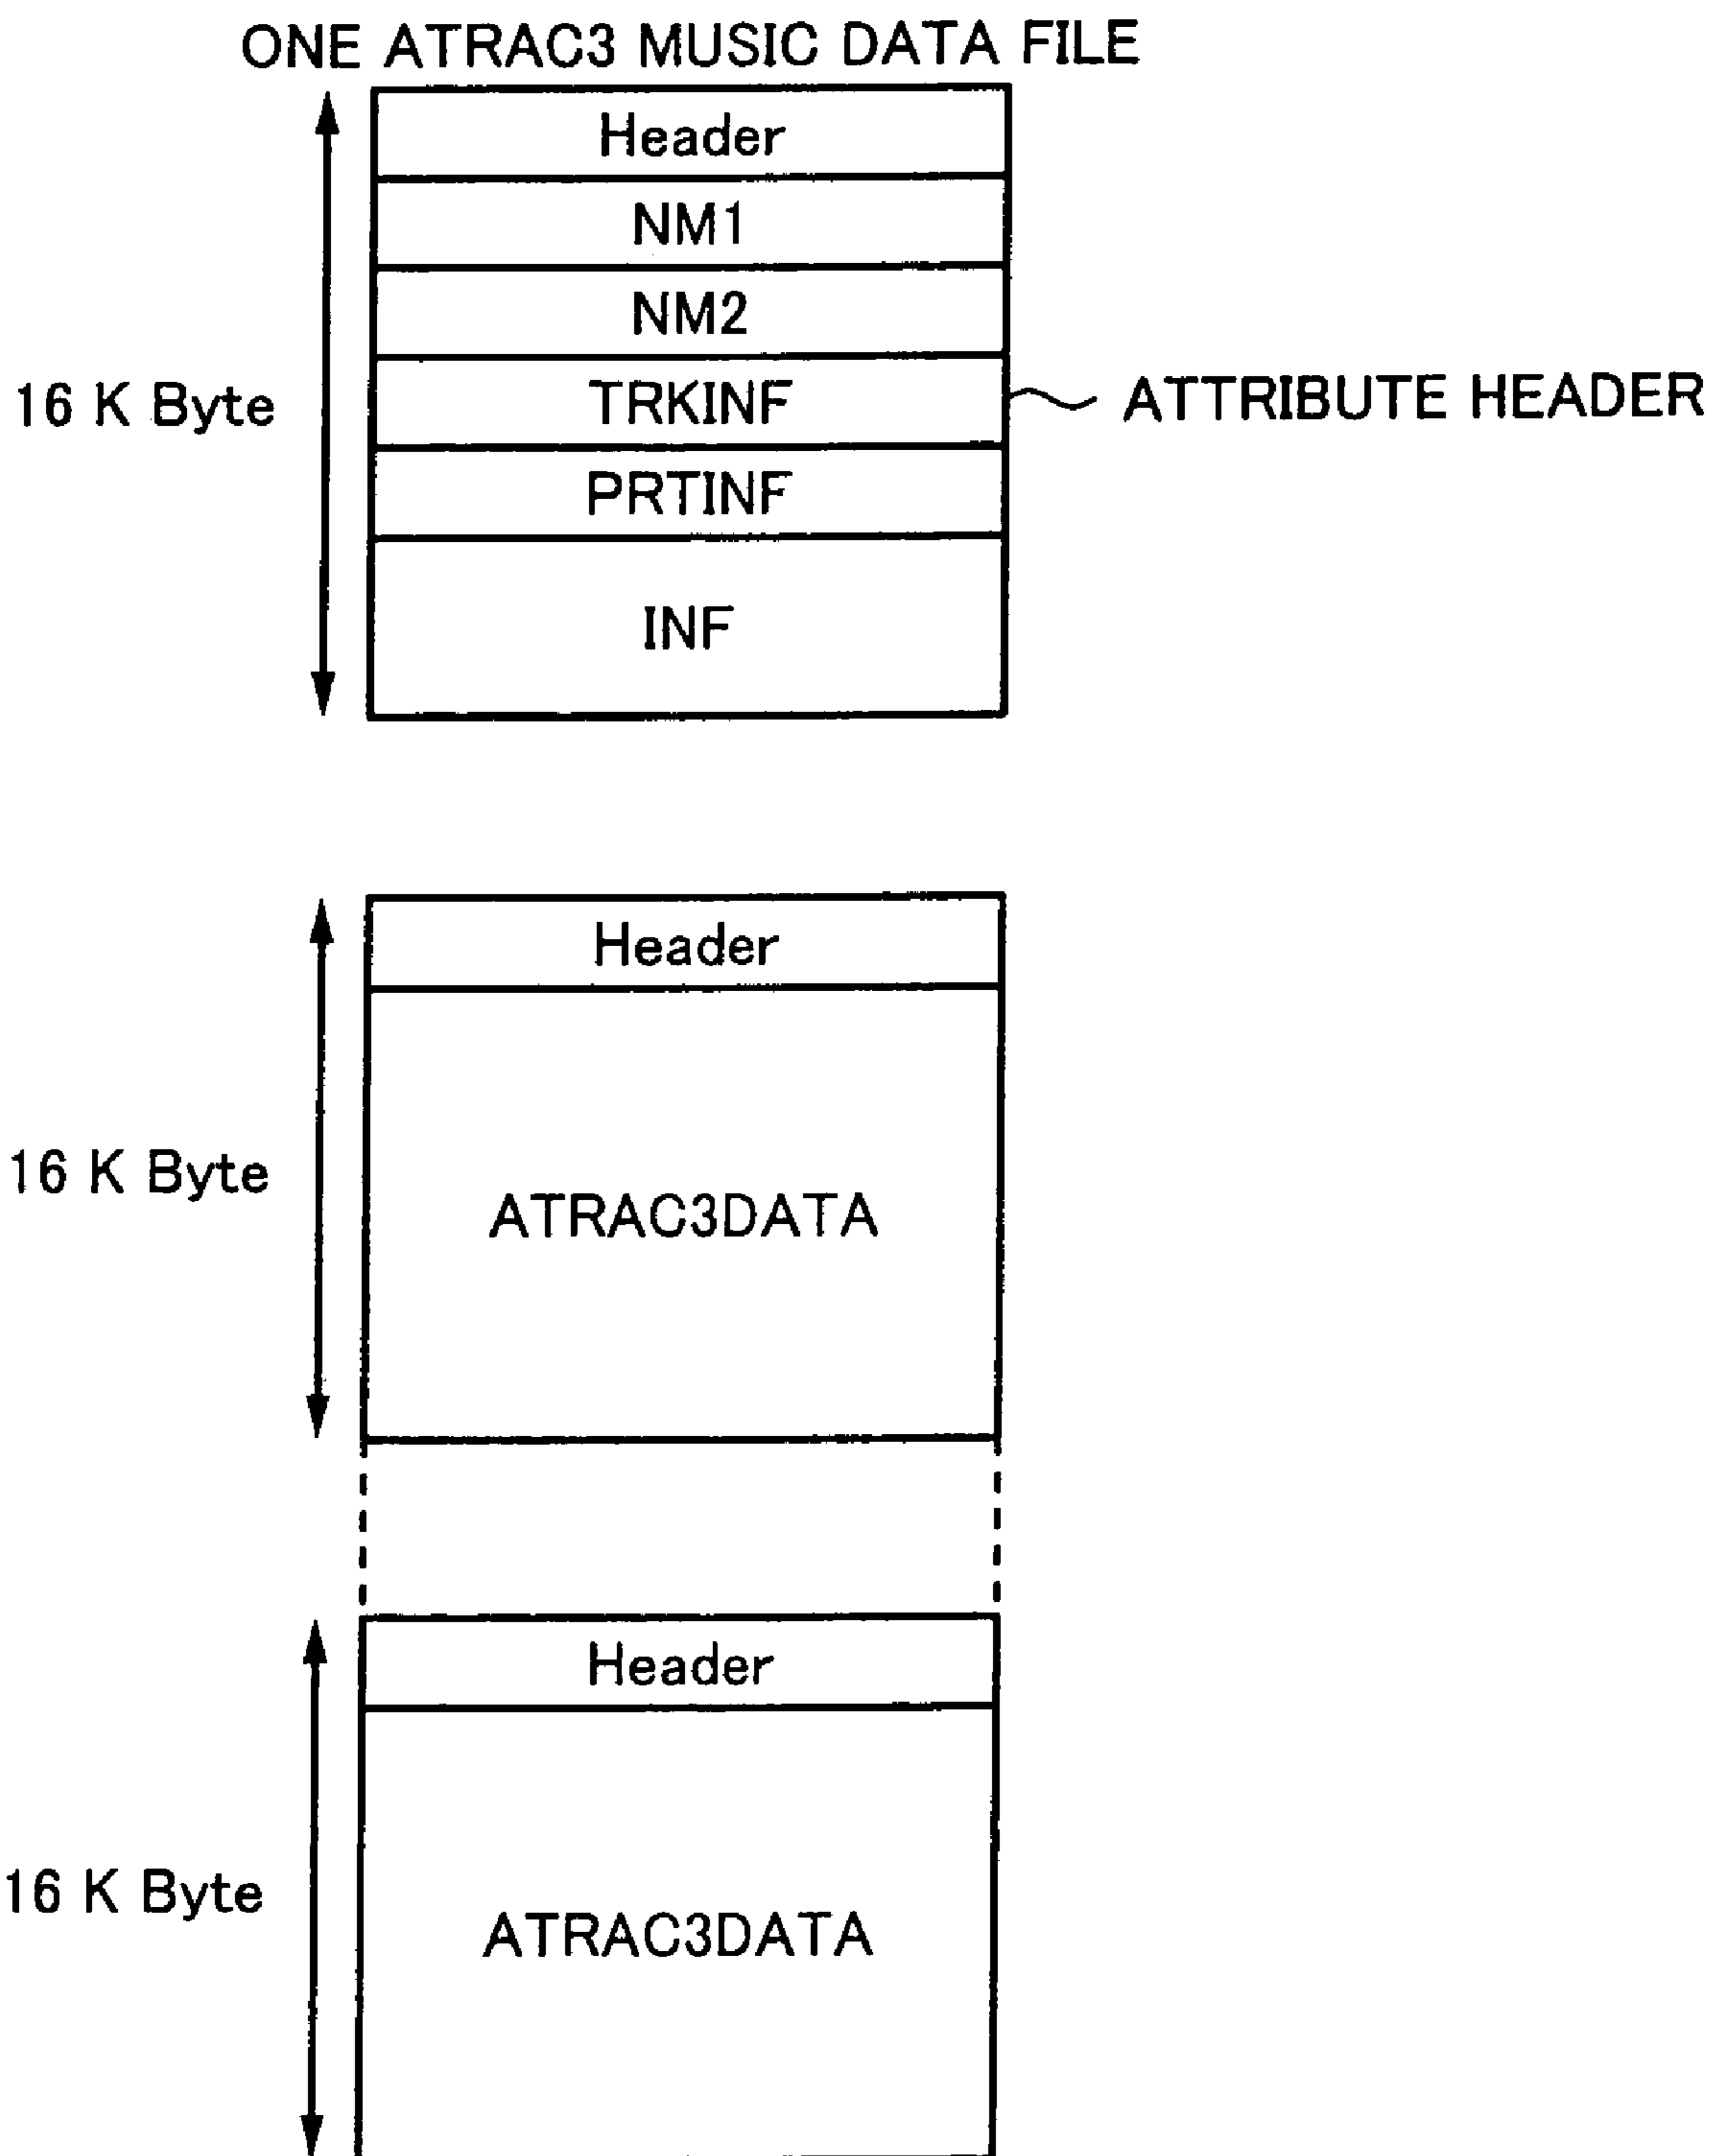 ONE ATRAC3 MUSIC DATA FILE
Header
NM1
NM2
16 K Byte
TRKINF
ATTRIBUTE HEADER
PRTINF
INF
Header
16 K Byte
ATRAC3DATA
Header
16 K Byte
ATRAC3DATA